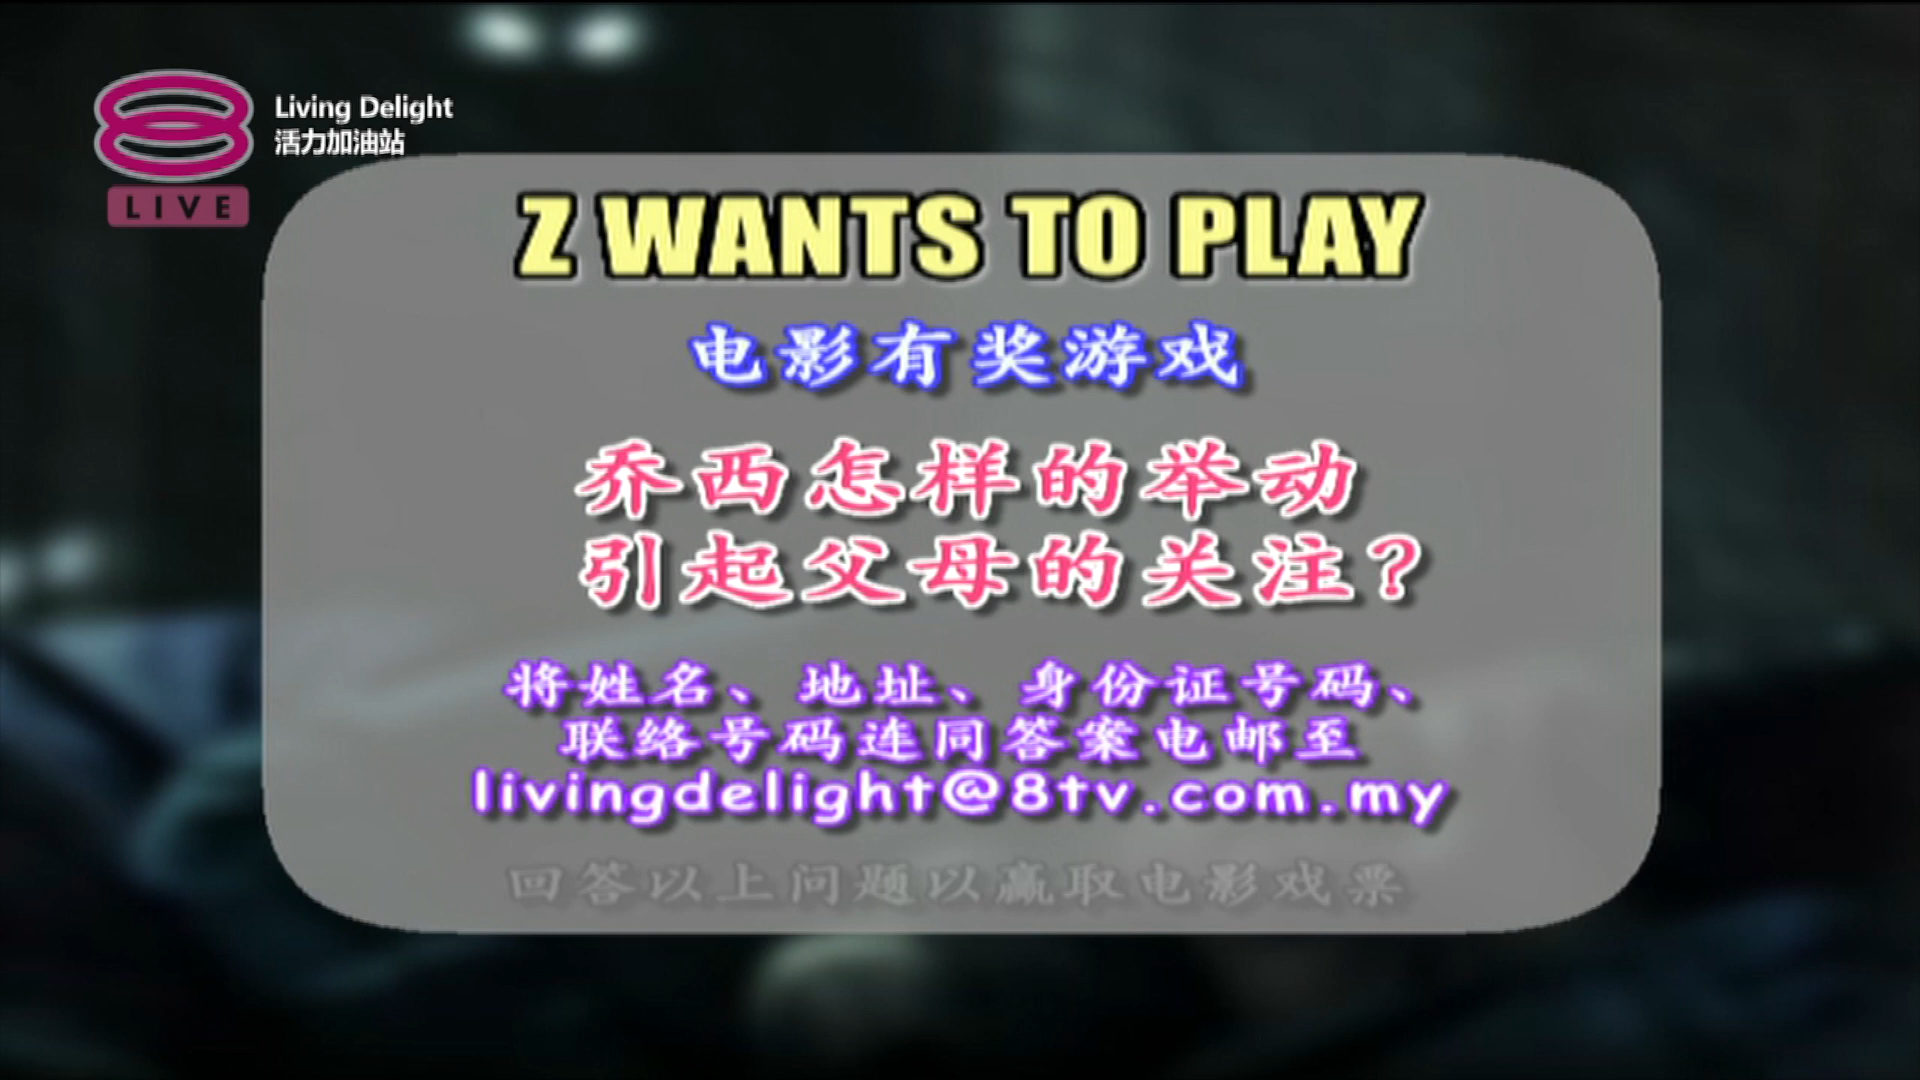 Living Delight
活力加油站
LIVE
Z WANTS TO PLAY
电影有奖游戏
乔西怎样的举动
引起父母的关注?
将姓名、地址、身份证号码、
联络号码连同答案电邮至
livingdelight@8tv.com.my
回答以上问题以赢取电影戏票